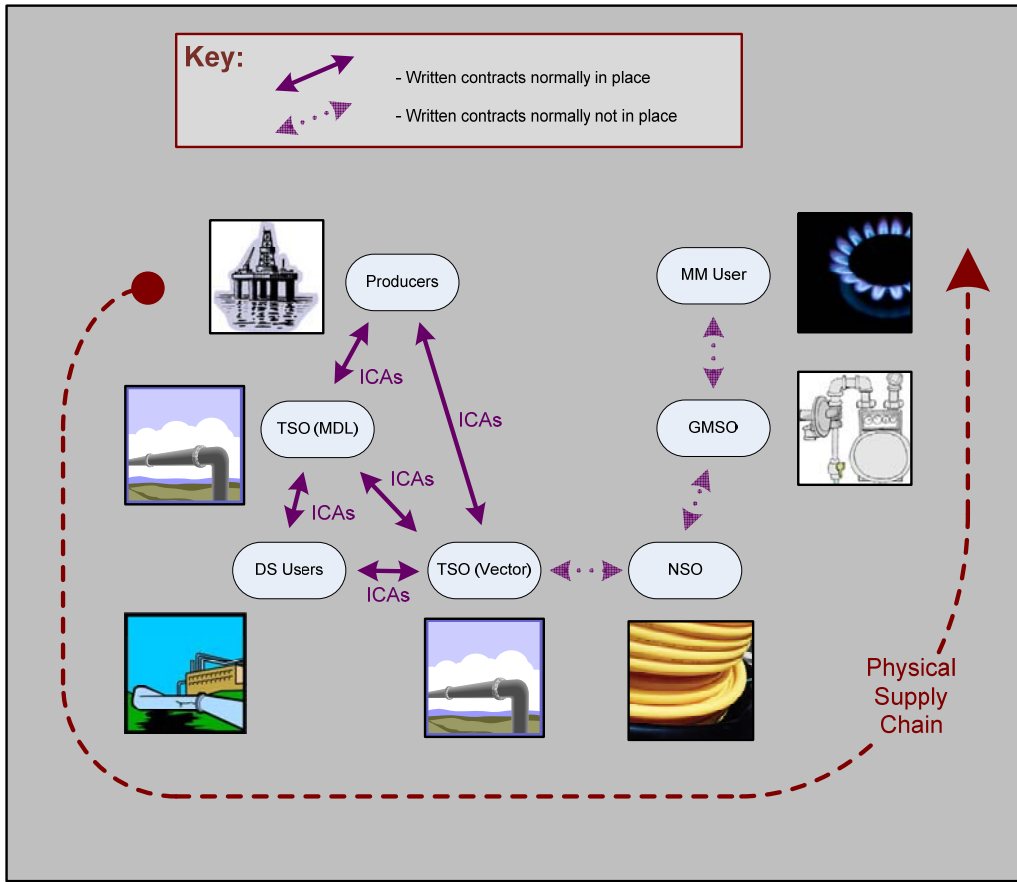 Key:
- Written contracts normally in place
- Written contracts normally not in place
Producers
MM User
ICAs
ICAs
TSO (MDL)
GMSO
ICAs
ICAs
DS Users
TSO (Vector)
NSO
ICAs
Physical
Supply
Chain